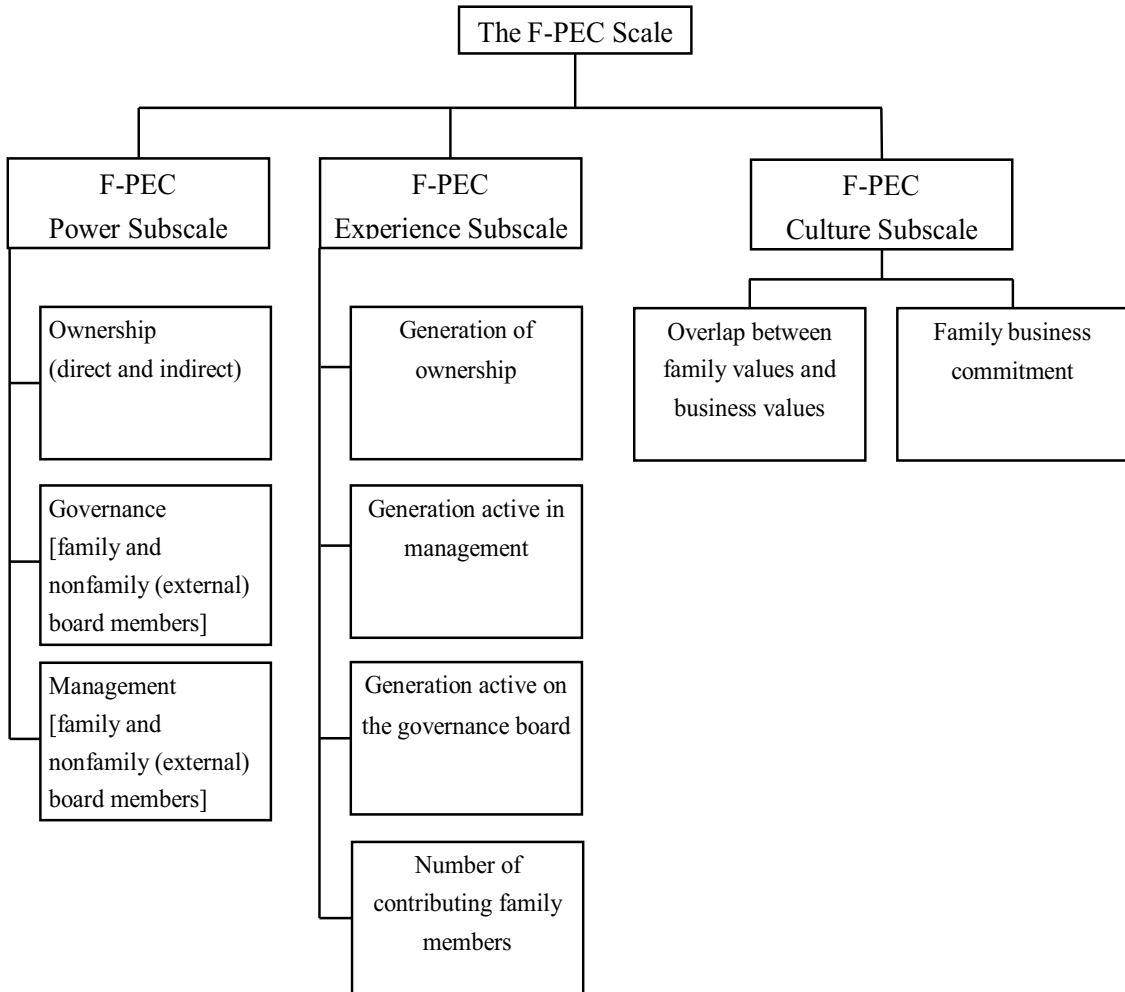 The F-PEC Scale
F-PEC
Power Subscale
F-PEC
Experience Subscale
F-PEC
Culture Subscale
Ownership
(direct and indirect)
Governance
[family and
nonfamily (external)
board members]
Management
[family and
nonfamily (external)
board members]
Generation of
ownership
Generation active in
management
Generation active on
the governance board
Number of
contributing family
members
Overlap between
family values and
business values
Family business
commitment